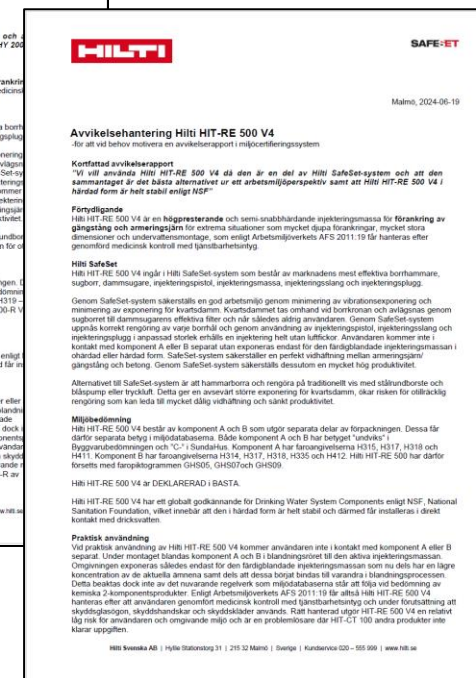 och
HY 200
HILTI
SAFE:ET
Malmö, 2024-06-19
Avvikelsehantering Hilti HIT-RE 500 V4
-för att vid behov motivera en avvikelserapport i miljöcertifieringssystem
Kortfattad avvikelserapport
"Vi vill använda Hilti HIT-RE 500 V4 då den är en del av Hilti SafeSet-system och att den
sammantaget är det bästa alternativet ur ett arbetsmiljöperspektiv samt att Hilti HIT-RE 500 V4 i
härdad form är helt stabil enligt NSF"
Förtydligande
Hilti HIT-RE 500 V4 är en högpresterande och semi-snabbhärdande injekteringsmassa för förankring av
gängstång och armeringsjärn för extrema situationer som mycket djupa förankringar, mycket stora
dimensioner och undervattensmontage, som enligt Arbetsmiljöverkets AFS 2011:19 får hanteras efter
genomförd medicinsk kontroll med tjänstbarhetsintyg.
Hilti SafeSet
Hilti HIT-RE 500 V4 ingår i Hilti SafeSet-system som består av marknadens mest effektiva borrhammare,
sugborr, dammsugare, injekteringspistol, injekteringsmassa, injekteringsslang och injekteringsplugg.
Genom SafeSet-system säkerställs en god arbetsmiljö genom minimering av vibrationsexponering och
minimering av exponering för kvartsdamm. Kvartsdammet tas omhand vid borrkronan och avlägsnas genom
sugborret till dammsugarens effektiva filter och når således aldrig användaren. Genom SafeSet-system
uppnås korrekt rengöring av varje borrhål och genom användning av injekteringspistol, injekteringsslang och
injekteringsplugg i anpassad storlek erhålls en injektering helt utan luftfickor. Användaren kommer inte i
kontakt med komponent A eller B separat utan exponeras endast för den färdigblandade injekteringsmassan i
ohärdad eller härdad form. SafeSet-system säkerställer en perfekt vidhäftning mellan armeringsjärn/
gängstång och betong. Genom SafeSet-system säkerställs dessutom en mycket hög produktivitet.
Alternativet till SafeSet-system är att hammarborra och rengöra på traditionellt vis med stålrundborste och
blåspump eller tryckluft. Detta ger en avsevärt större exponering för kvartsdamm, ökar risken för otillräcklig
rengöring som kan leda till mycket dålig vidhäftning och sänkt produktivitet.
Miljöbedömning
Hilti HIT-RE 500 V4 består av komponent A och B som utgör separata delar av förpackningen. Dessa får
därför separata betyg i miljödatabaserna. Både komponent A och B har betyget "undviks" i
Byggvarubedömningen och "C-" i SundaHus. Komponent A har faroangivelserna H315, H317, H318 och
H411. Komponent B har faroangivelserna H314, H317, H318, H335 och H412. Hilti HIT-RE 500 har därför
försetts med faropiktogrammen GHS05, GHS07och GHS09.
Hilti HIT-RE 500 V4 är DEKLARERAD i BASTA.
Hilti HIT-RE 500 V4 har ett globalt godkännande för Drinking Water System Components enligt NSF, National
Sanitation Foundation, vilket innebär att den i härdad form är helt stabil och därmed får installeras i direkt
kontakt med dricksvatten.
Praktisk användning
Vid praktisk användning av Hilti HIT-RE 500 V4 kommer användaren inte i kontakt med komponent A eller B
separat. Under montaget blandas komponent A och B i blandningsröret till den aktiva injekteringsmassan.
Omgivningen exponeras således endast för den färdigblandade injekteringsmassan som nu dels har en lägre
koncentration av de aktuella ämnena samt dels att dessa börjat bindas till varandra i blandningsprocessen.
Detta beaktas dock inte av det nuvarande regelverk som miljödatabaserna står att följa vid bedömning av
kemiska 2-komponentsprodukter. Enligt Arbetsmiljöverkets AFS 2011:19 får alltså Hilti HIT-RE 500 V4
hanteras efter att användaren genomfört medicinsk kontroll med tjänstbarhetsintyg och under förutsättning att
skyddsglasögon, skyddshandskar och skyddskläder används. Rätt hanterad utgör HIT-RE 500 V4 en relativt
låg risk för användaren och omgivande miljö och är en problemlösare där HIT-CT 100 andra produkter inte
klarar uppgiften.
Hilti Svenska AB | Hyllie Stationstorg 31 | 215 32 Malmö | Sverige | Kundservice 020 – 555 999 | www.hilti.se